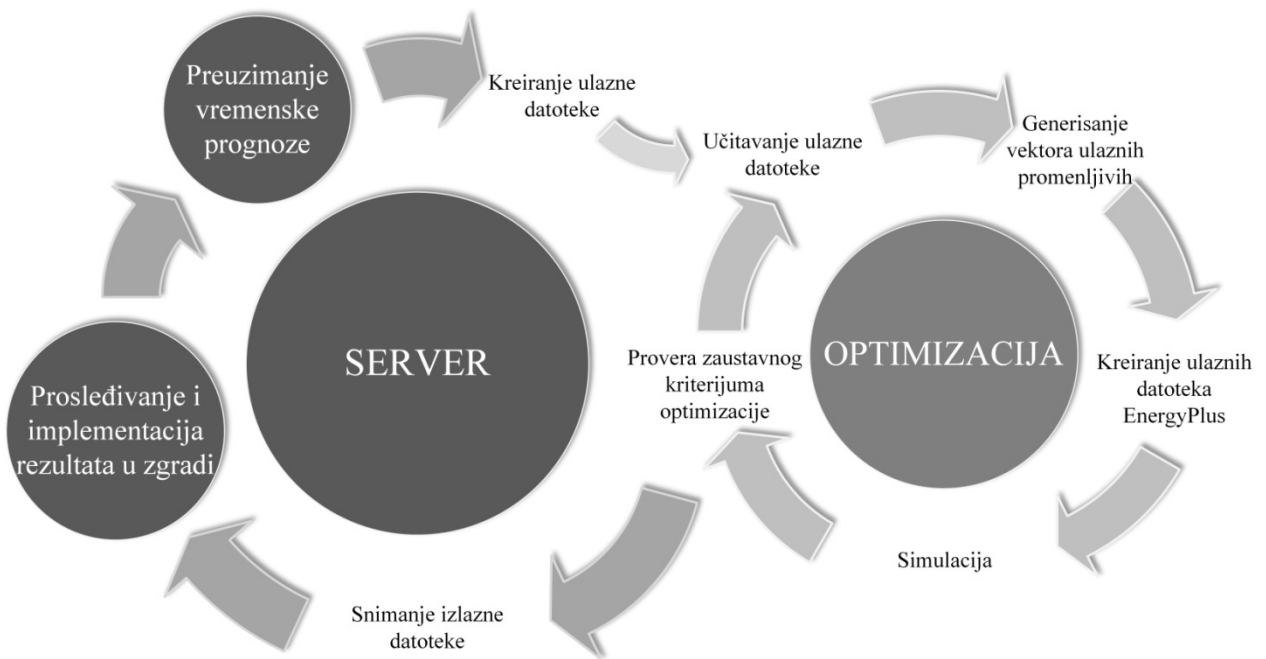 Preuzimanje
vremenske
prognoze
Kreiranje ulazne
datoteke
Učitavanje ulazne
datoteke
Generisanje
vektora ulaznih
promenljivih
SERVER
OPTIMIZACIJA
Provera zaustavnog
kriterijuma
optimizacije
Kreiranje ulaznih
datoteka
EnergyPlus
Prosleđivanje i
implementacija
rezultata u zgradi
Simulacija
Snimanje izlazne
datoteke